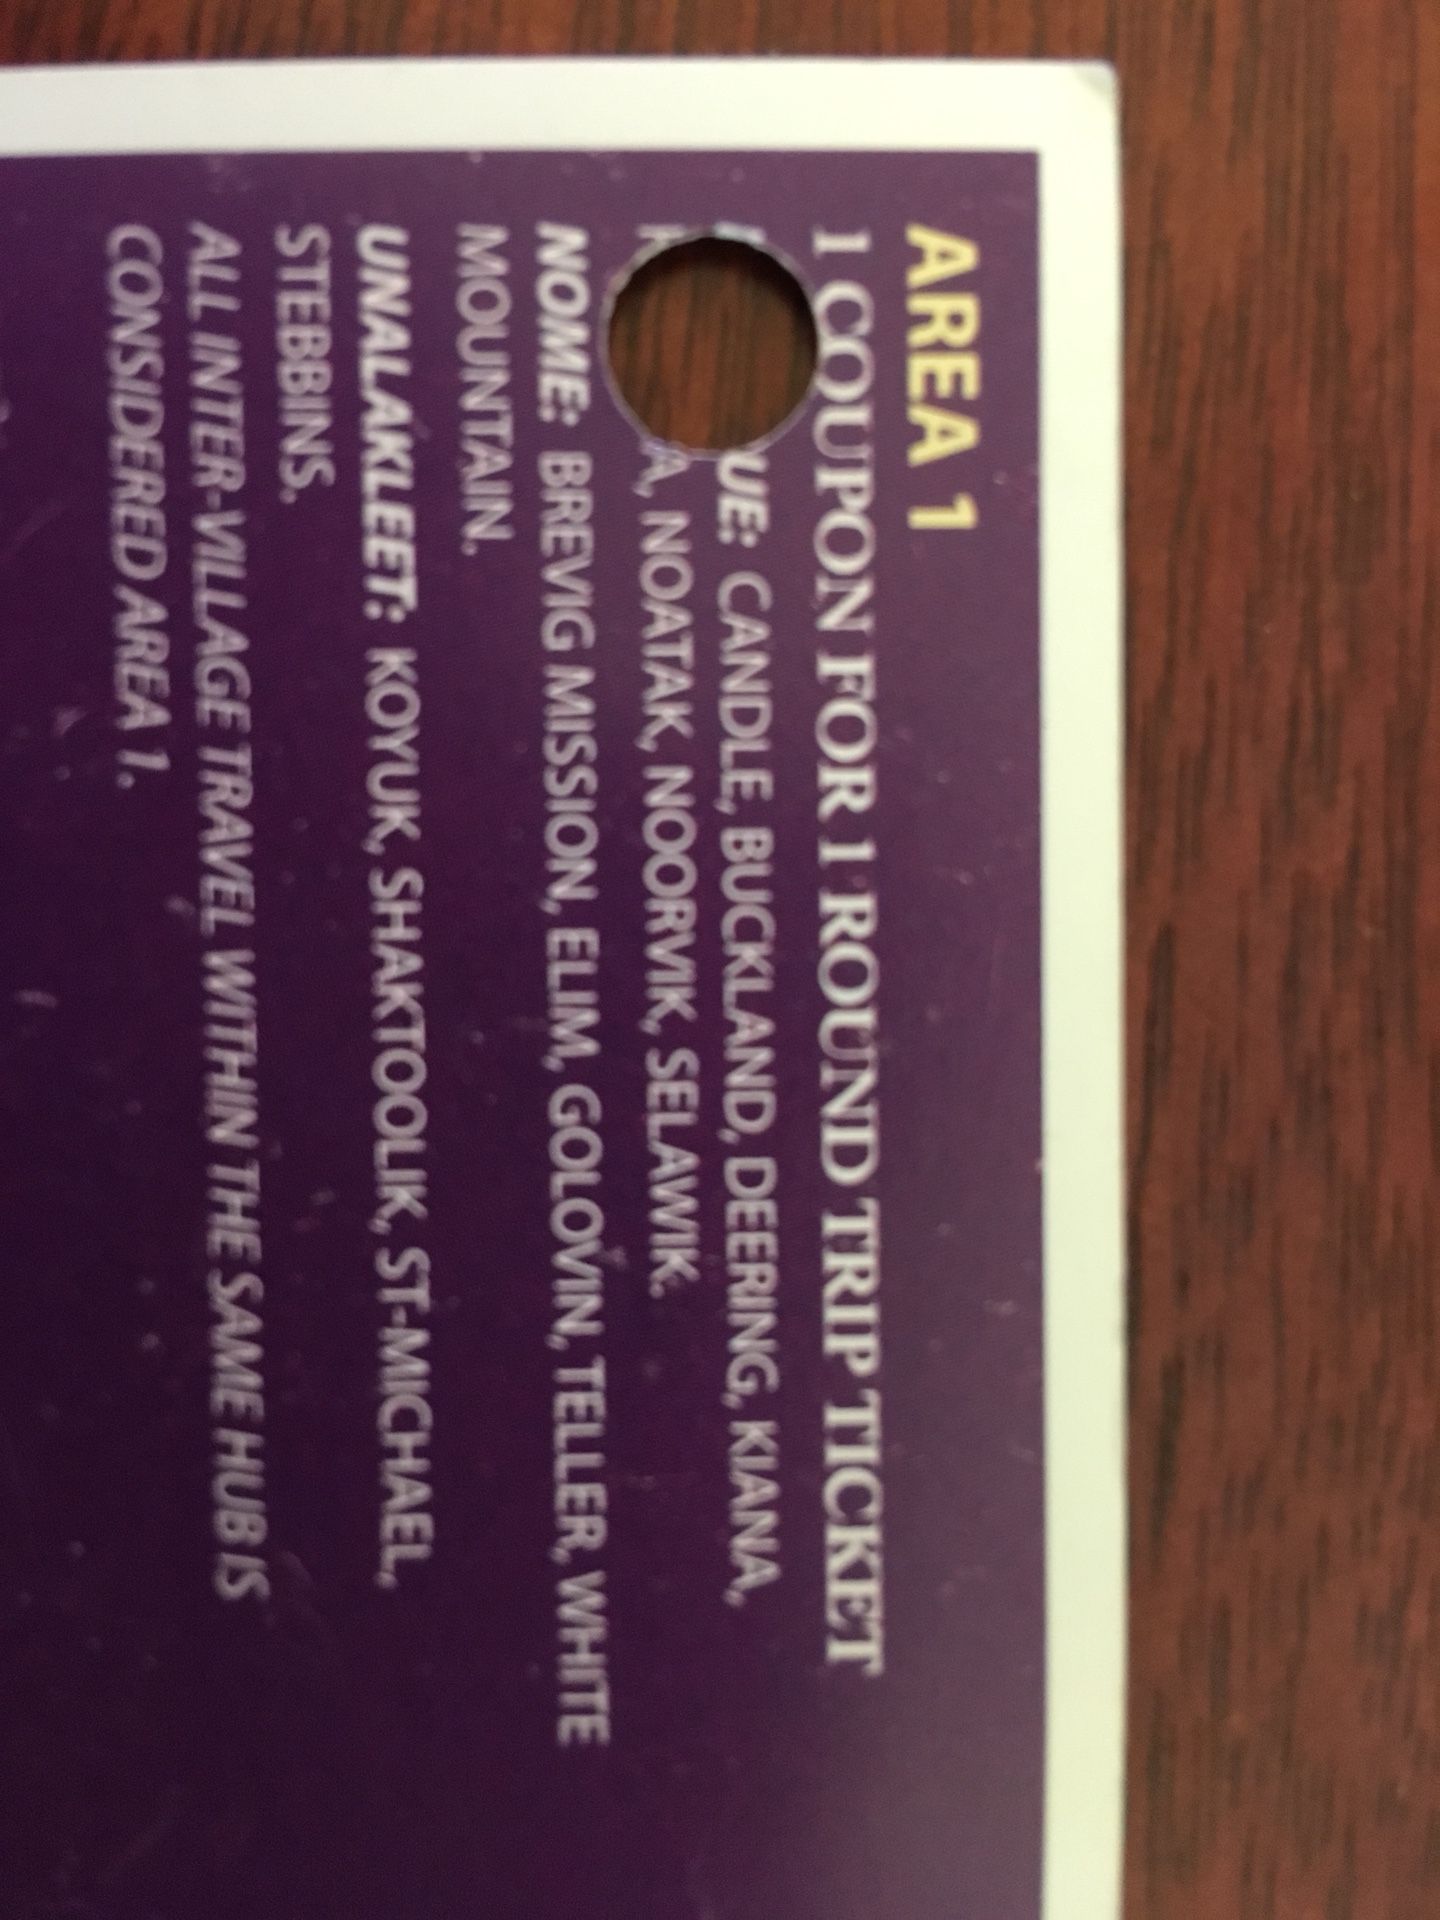 AREA 1
1 COUPON FOR 1 ROUND TRIP TICKET
UE: CANDLE, BUCKLAND, DEERING, KIANA,
A, NOATAK, NOORVIK, SELAWIK.
NOME: BREVIG MISSION, ELIM, GOLOVIN, TELLER, WHITE
MOUNTAIN.
UNALAKLEET: KOYUK, SHAKTOOLIK, ST-MICHAEL,
STEBBINS.
ALL INTER-VILLAGE TRAVEL WITHIN THE SAME HUB IS
CONSIDERED AREA 1.